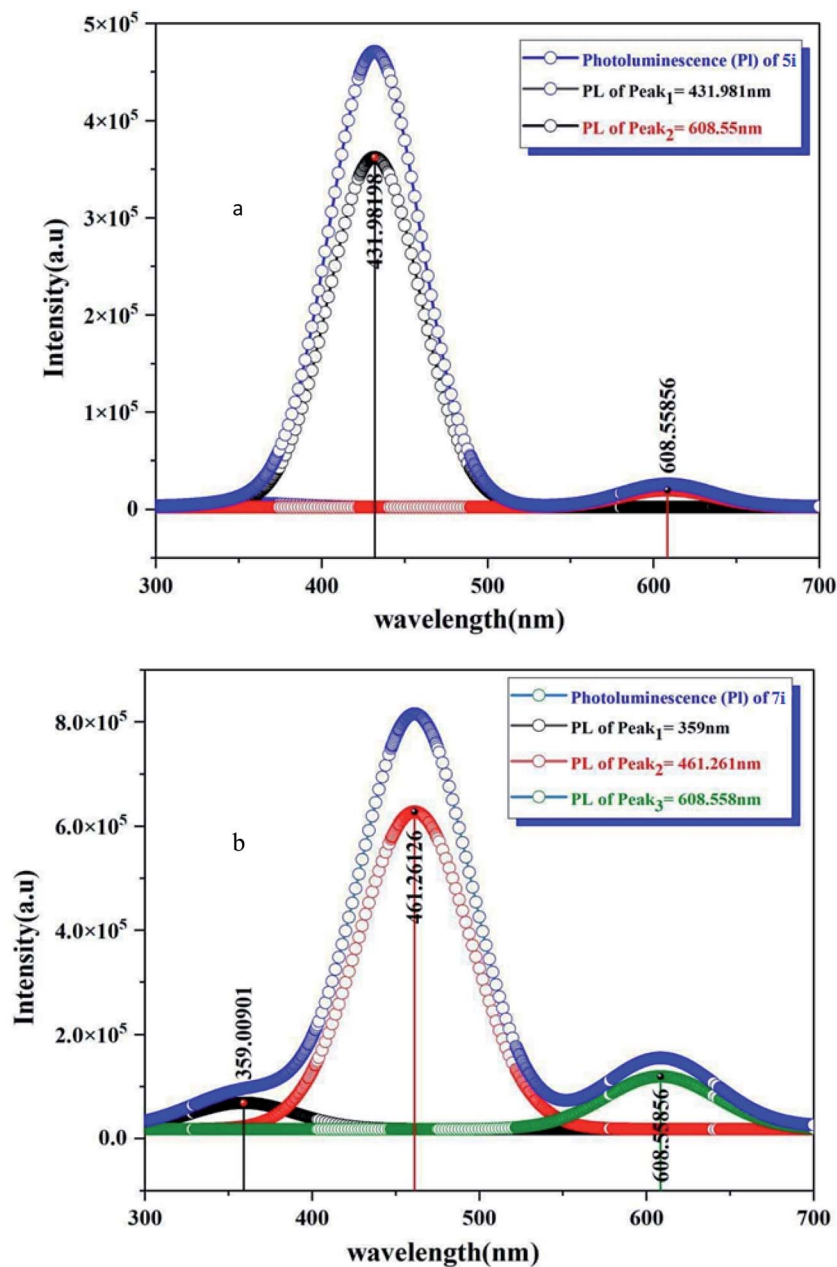 5×10⁵
4×10⁵
3×10⁵
2×10⁵
1×10⁵
0
Intensity(a.u)
a
Photoluminescence (Pl) of 5i
PL of Peak₁= 431.981nm
PL of Peak₂= 608.55nm
431.98198
608.55856
300
400
500
600
700
wavelength(nm)
8.0×10⁵
6.0×10⁵
4.0×10⁵
2.0×10⁵
0.0
Intensity(a.u)
b
Photoluminescence (Pl) of 7i
PL of Peak₁= 359nm
PL of Peak₂= 461.261nm
PL of Peak₃= 608.558nm
359.00901
461.26126
608.55856
300
400
500
600
700
wavelength(nm)